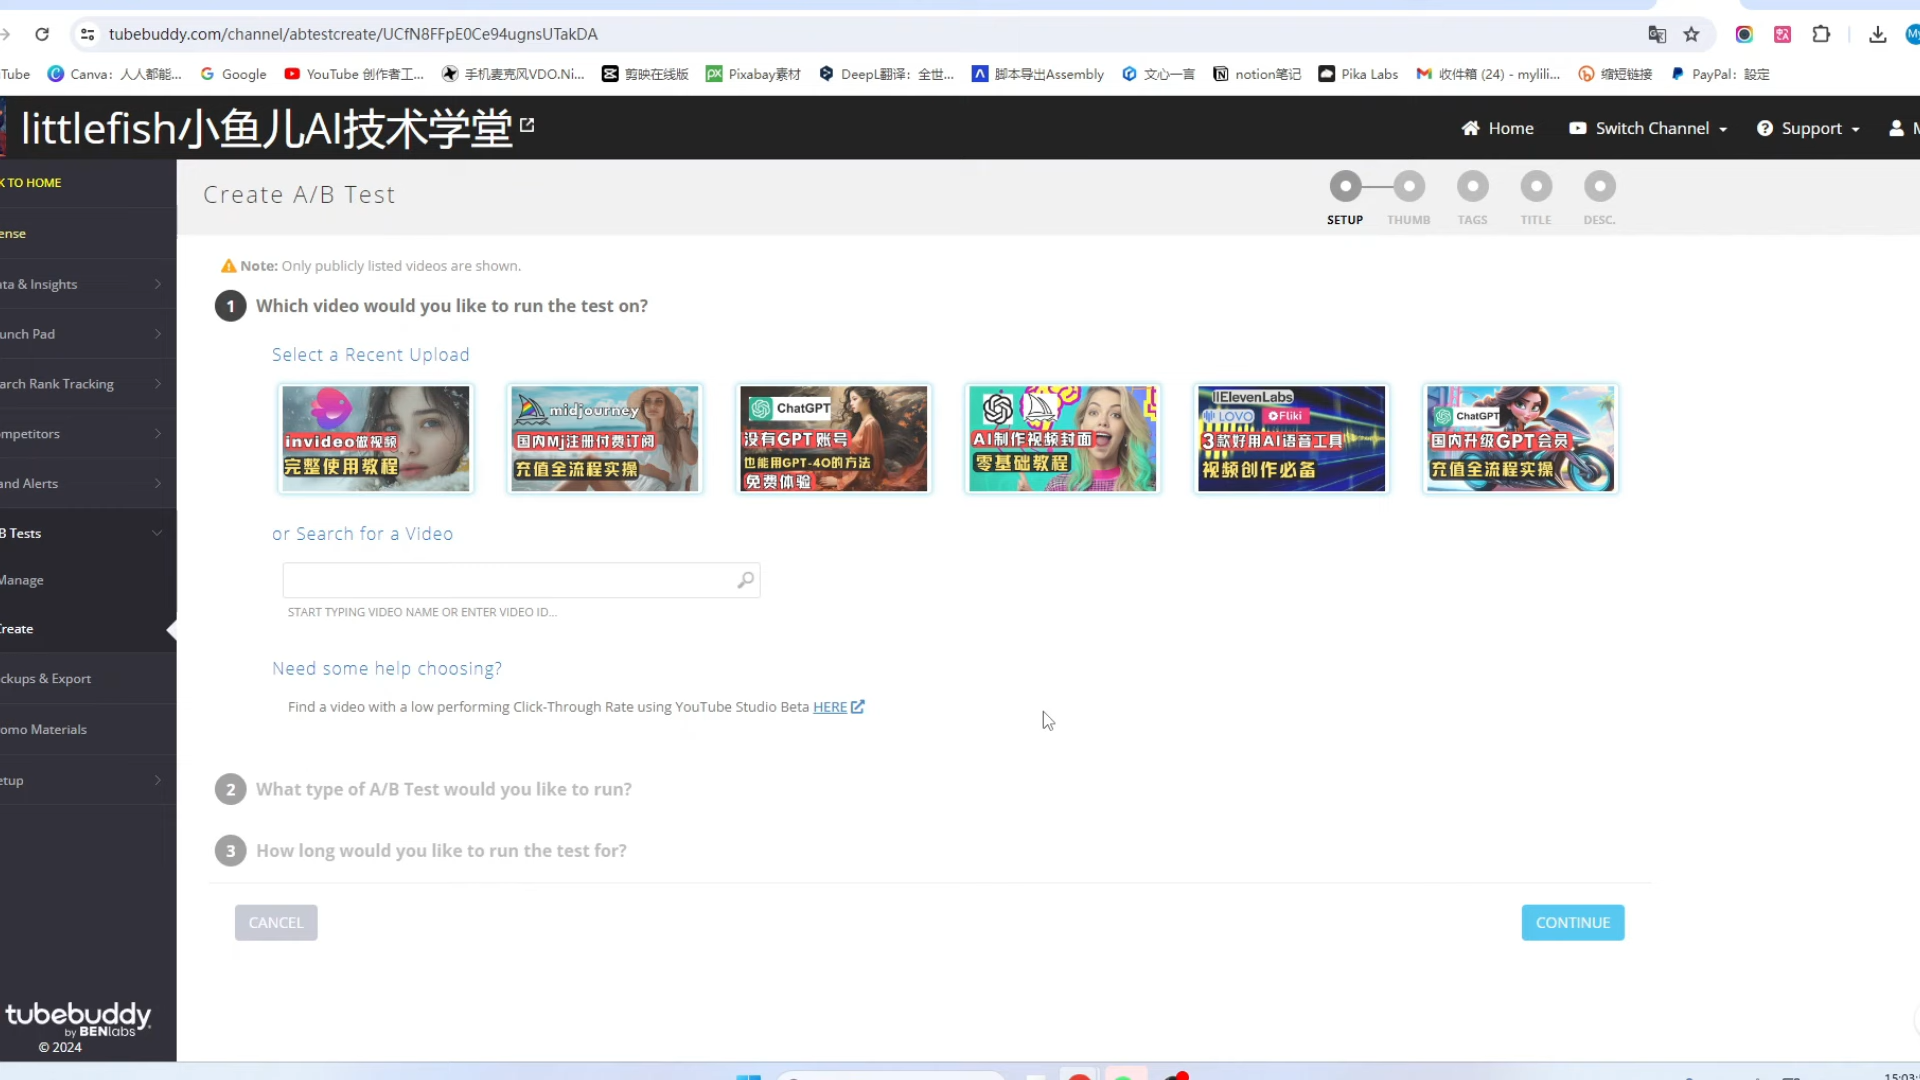 tubebuddy.com/channel/abtestcreate/UCfN8FFpE0Ce94ugnsUTakDA
Tube Canva：人人都能... Google YouTube 创作者工... 手机麦克风VDO.Ni... 剪映在线版 Pixabay素材 DeepL翻译：全世... 脚本导出Assembly 文心一言 notion笔记 Pika Labs 收件箱 (24) - mylili... 缩短链接 PayPal：設定
littlefish小鱼儿AI技术学堂
Home Switch Channel Support M
K TO HOME
ense
ata & Insights
unch Pad
arch Rank Tracking
ompetitors
and Alerts
B Tests
Manage
Create
ckups & Export
omo Materials
etup
tubebuddy
by BENlabs
© 2024
Create A/B Test
SETUP THUMB TAGS TITLE DESC.
Note: Only publicly listed videos are shown.
1 Which video would you like to run the test on?
Select a Recent Upload
invideo做视频
完整使用教程
midjourney
国内Mj注册付费订阅
充值全流程实操
ChatGPT
没有GPT账号
也能用GPT-4O的方法
免费体验
AI制作视频封面
零基础教程
IIElevenLabs
LOVO Fliki
3款好用AI语音工具
视频创作必备
ChatGPT
国内升级GPT会员
充值全流程实操
or Search for a Video
START TYPING VIDEO NAME OR ENTER VIDEO ID...
Need some help choosing?
Find a video with a low performing Click-Through Rate using YouTube Studio Beta HERE
2 What type of A/B Test would you like to run?
3 How long would you like to run the test for?
CANCEL CONTINUE